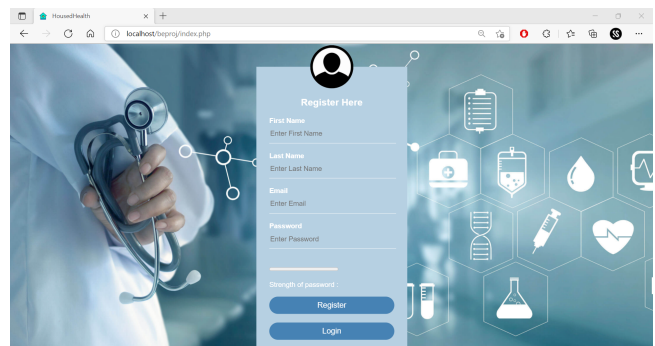 HousedHealth
localhost/beproj/index.php
SS
Register Here
First Name
Enter First Name
Last Name
Enter Last Name
Email
Enter Email
Password
Enter Password
Strength of password :
Register
Login